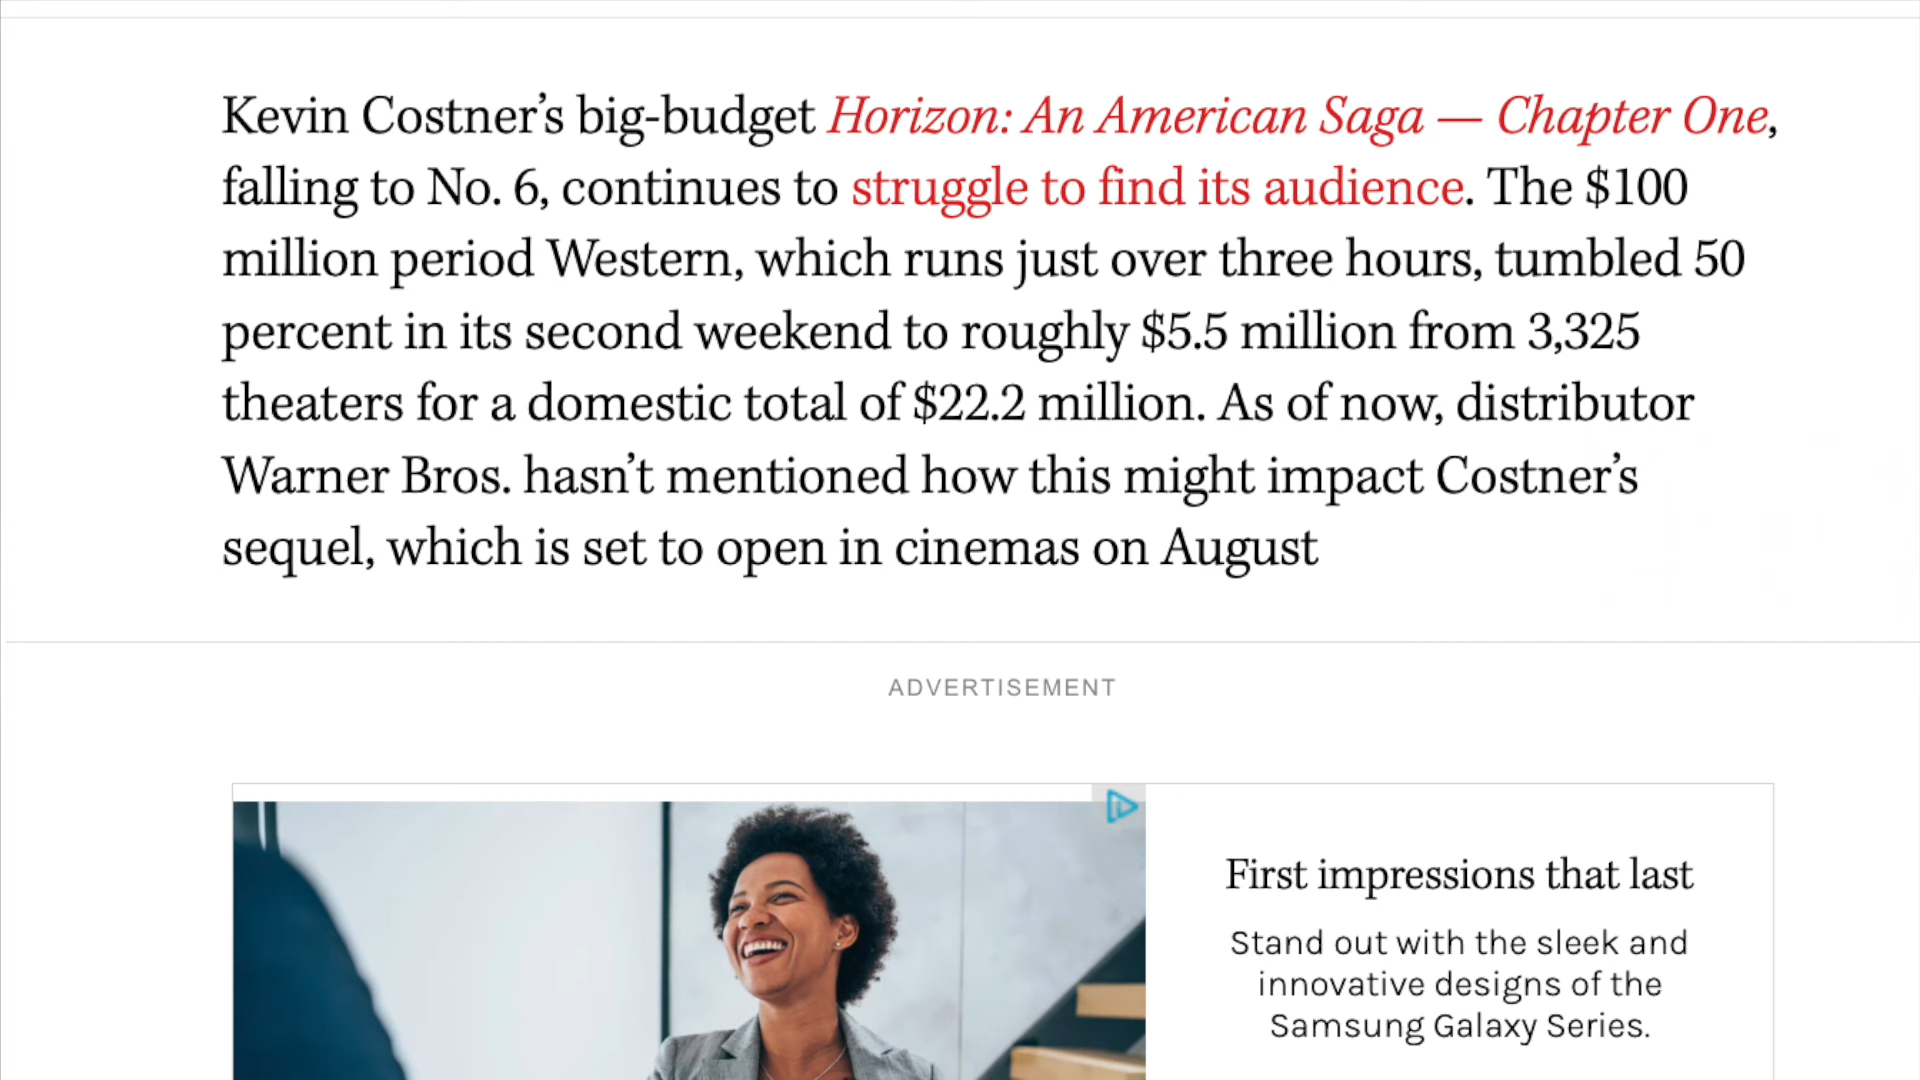 Kevin Costner’s big-budget Horizon: An American Saga — Chapter One,
falling to No. 6, continues to struggle to find its audience. The $100
million period Western, which runs just over three hours, tumbled 50
percent in its second weekend to roughly $5.5 million from 3,325
theaters for a domestic total of $22.2 million. As of now, distributor
Warner Bros. hasn’t mentioned how this might impact Costner’s
sequel, which is set to open in cinemas on August
ADVERTISEMENT
First impressions that last
Stand out with the sleek and
innovative designs of the
Samsung Galaxy Series.